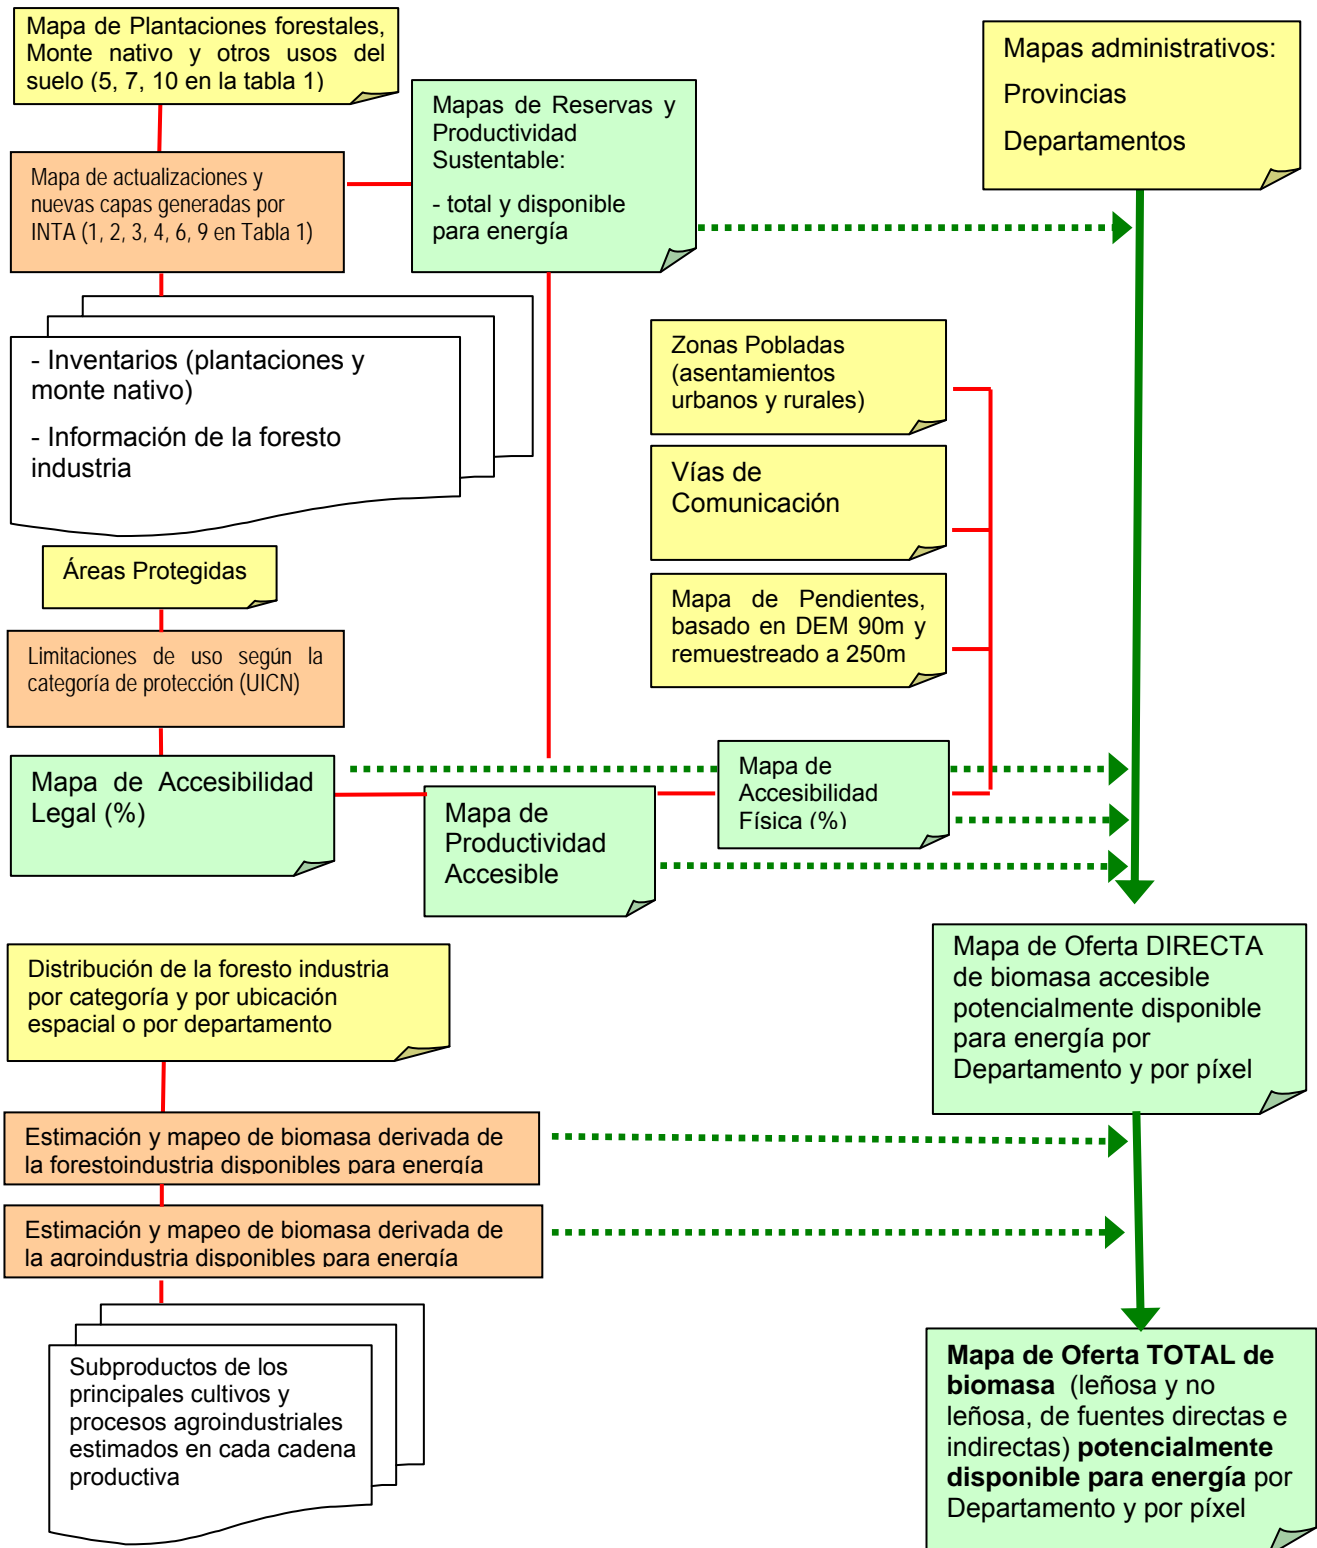 Mapa de Plantaciones forestales,
Monte nativo y otros usos del
suelo (5, 7, 10 en la tabla 1)
Mapa de actualizaciones y
nuevas capas generadas por
INTA (1, 2, 3, 4, 6, 9 en Tabla 1)
Mapas de Reservas y
Productividad
Sustentable:
- total y disponible
para energía
Mapas administrativos:
Provincias
Departamentos
- Inventarios (plantaciones y
monte nativo)
- Información de la foresto
industria
Zonas Pobladas
(asentamientos
urbanos y rurales)
Vías de
Comunicación
Mapa de Pendientes,
basado en DEM 90m y
remuestreado a 250m
Áreas Protegidas
Limitaciones de uso según la
categoría de protección (UICN)
Mapa de Accesibilidad
Legal (%)
Mapa de
Productividad
Accesible
Mapa de
Accesibilidad
Física (%)
Distribución de la foresto industria
por categoría y por ubicación
espacial o por departamento
Mapa de Oferta DIRECTA
de biomasa accesible
potencialmente disponible
para energía por
Departamento y por píxel
Estimación y mapeo de biomasa derivada de
la forestoindustria disponibles para energía
Estimación y mapeo de biomasa derivada de
la agroindustria disponibles para energía
Subproductos de los
principales cultivos y
procesos agroindustriales
estimados en cada cadena
productiva
Mapa de Oferta TOTAL de
biomasa (leñosa y no
leñosa, de fuentes directas e
indirectas) potencialmente
disponible para energía por
Departamento y por píxel